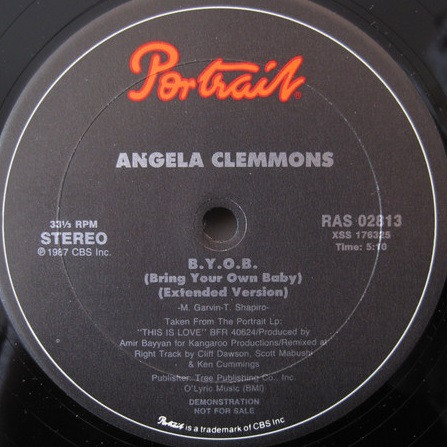 Portrait
ANGELA CLEMMONS
33⅓ RPM
STEREO
℗1987 CBS Inc.
RAS 02813
XSS 176325
Time: 5:10
B.Y.O.B.
(Bring Your Own Baby)
(Extended Version)
-M. Garvin-T. Shapiro-
Taken From The Portrait Lp:
"THIS IS LOVE" BFR 40624/Produced by
Amir Bayyan for Kangaroo Productions/Remixed at
Right Track by Cliff Dawson, Scott Mabushi
& Ken Cummings
Publisher: Tree Publishing Co., Inc.
O'Lyric Music (BMI)
DEMONSTRATION
NOT FOR SALE
Portrait is a trademark of CBS Inc